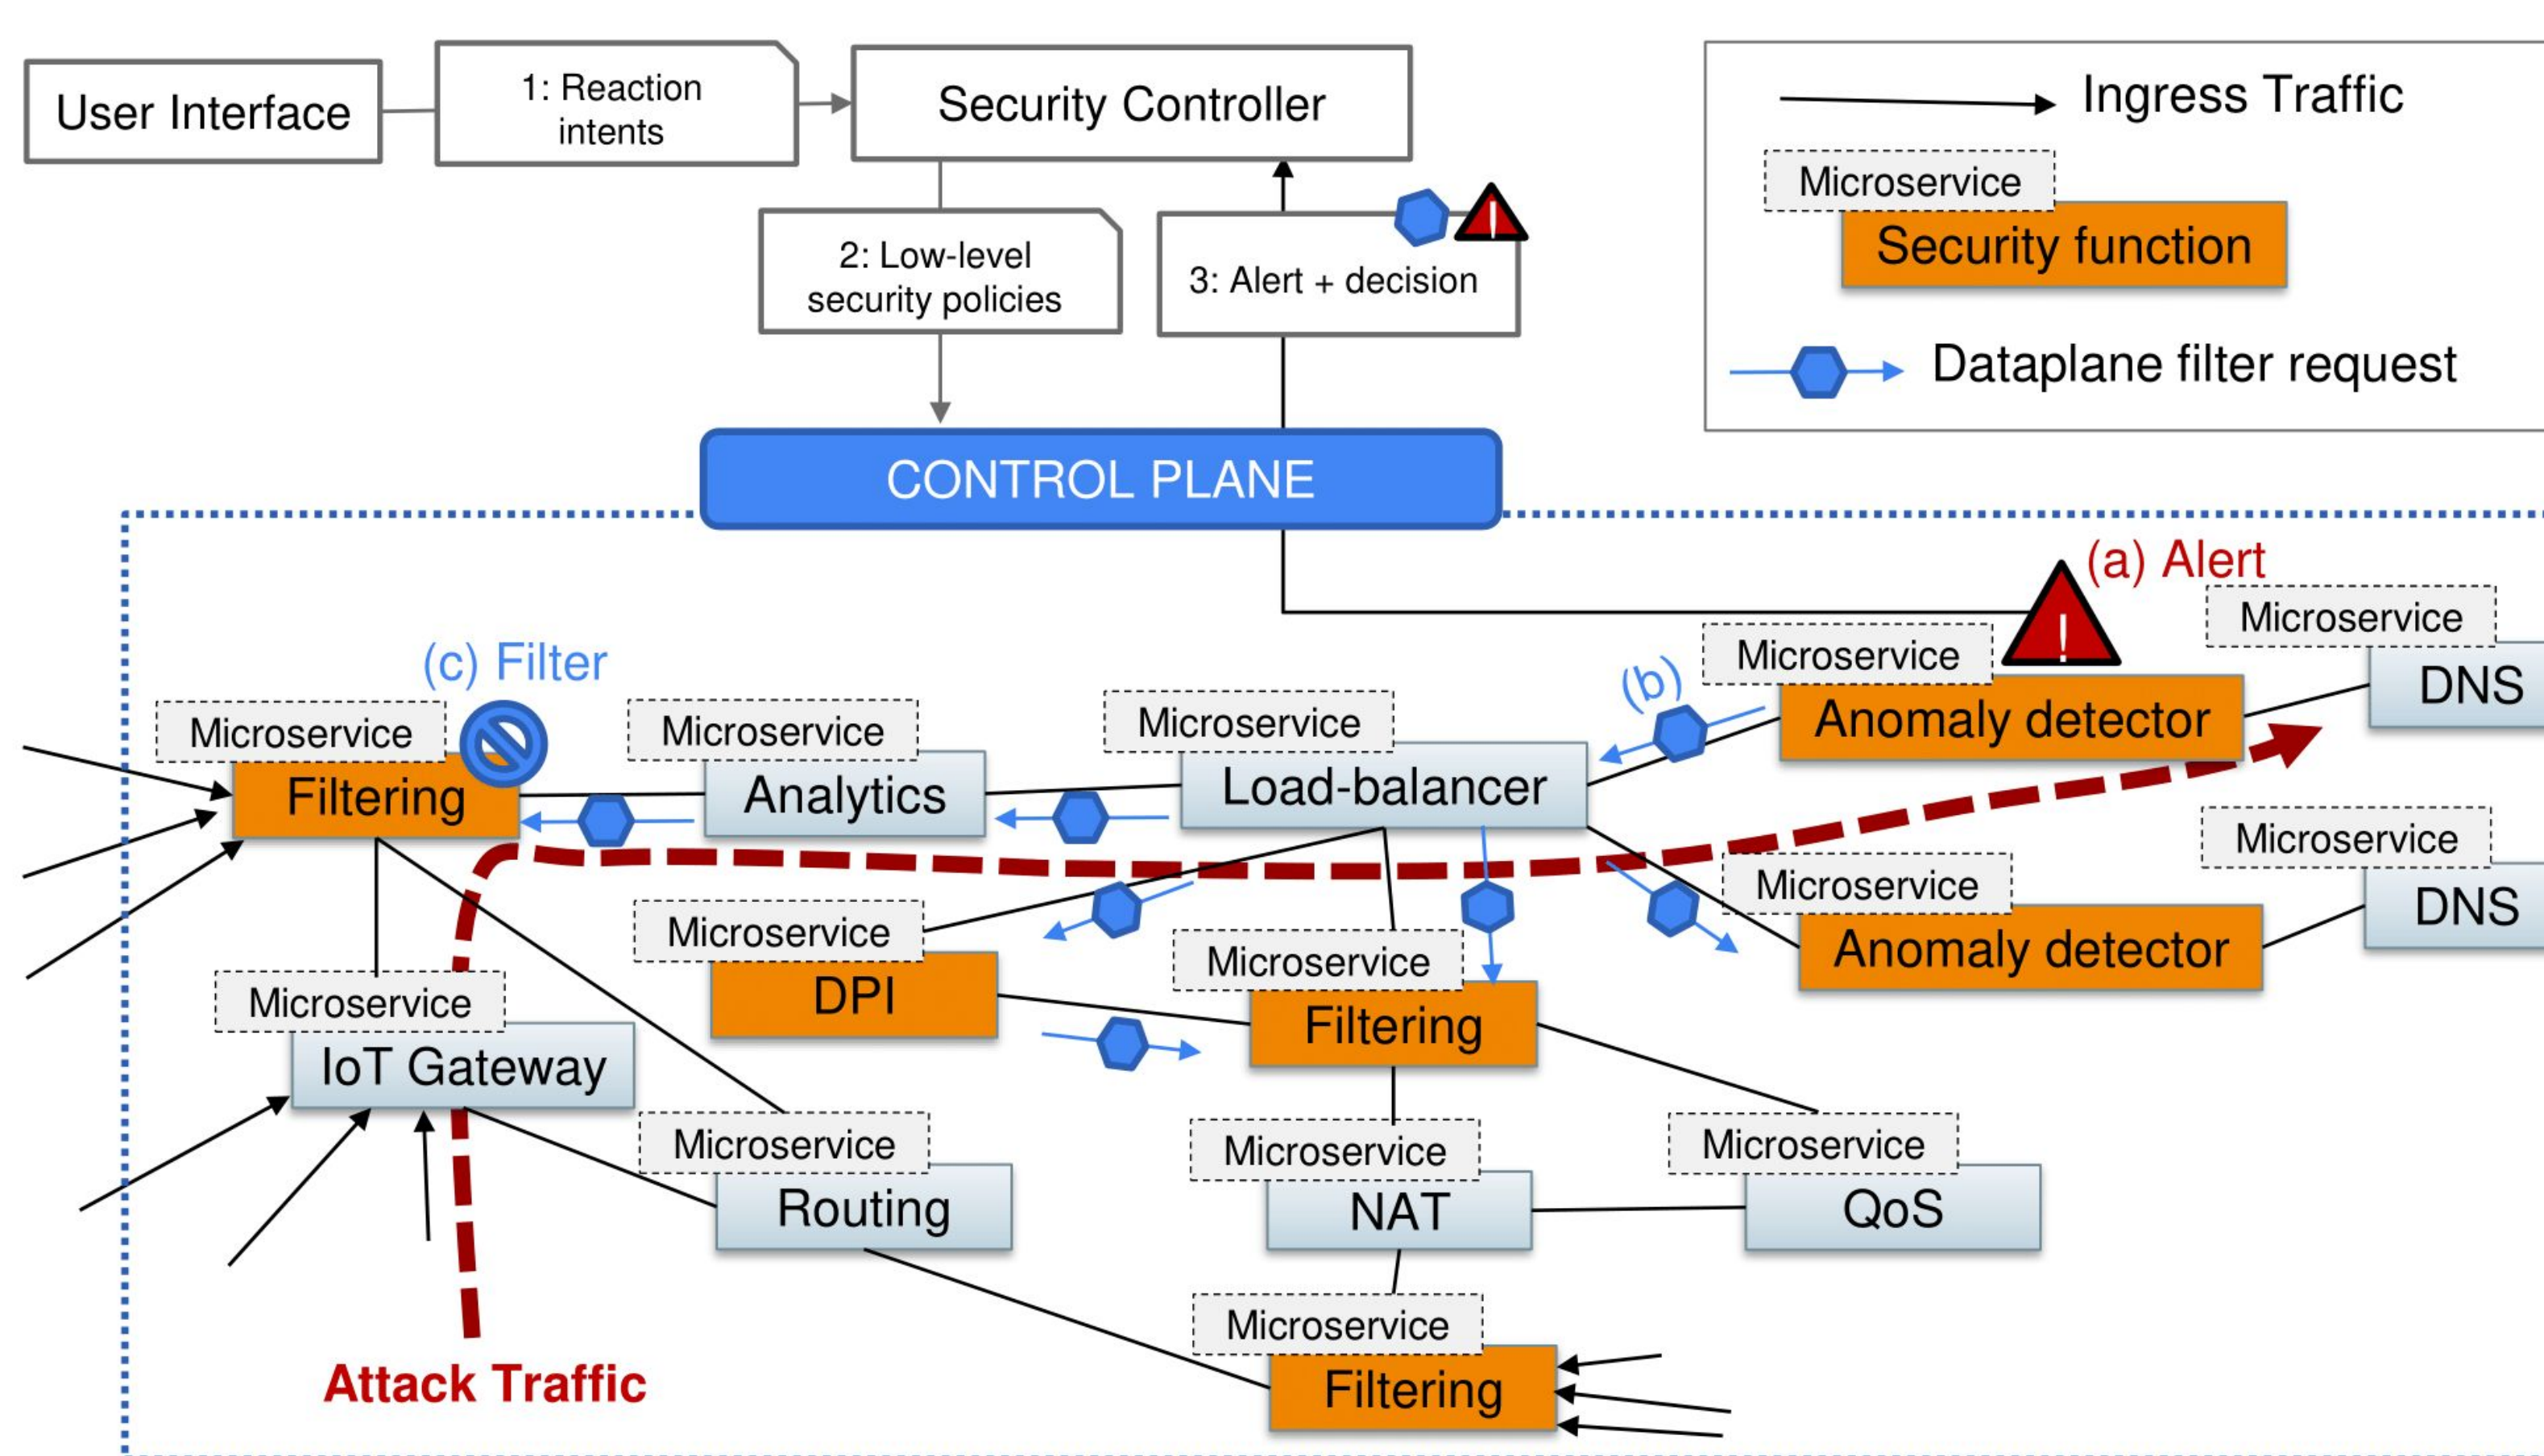 User Interface
1: Reaction
intents
Security Controller
Ingress Traffic
Microservice
Security function
Dataplane filter request
2: Low-level
security policies
3: Alert + decision
CONTROL PLANE
(a) Alert
!
Microservice
DNS
(b)
Microservice
Anomaly detector
(c) Filter
Microservice
Filtering
Microservice
Analytics
Microservice
Load-balancer
Microservice
DNS
Microservice
Anomaly detector
Microservice
DPI
Microservice
Filtering
Microservice
IoT Gateway
Microservice
Routing
Microservice
NAT
Microservice
QoS
Microservice
Filtering
Attack Traffic